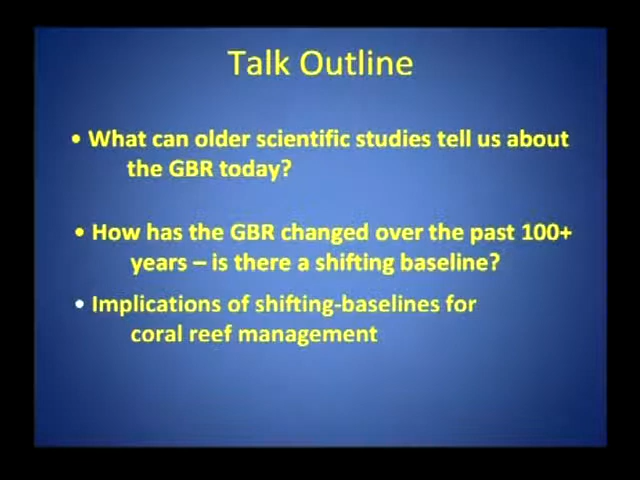 Talk Outline
• What can older scientific studies tell us about
the GBR today?
• How has the GBR changed over the past 100+
years – is there a shifting baseline?
• Implications of shifting-baselines for
coral reef management